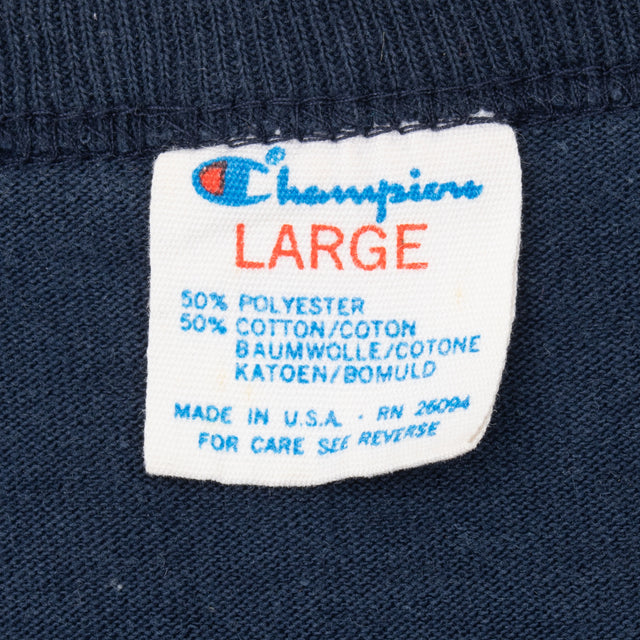 Champion®
LARGE
50% POLYESTER
50% COTTON/COTON
BAUMWOLLE/COTONE
KATOEN/BOMULD
MADE IN U.S.A. · RN 26094
FOR CARE SEE REVERSE